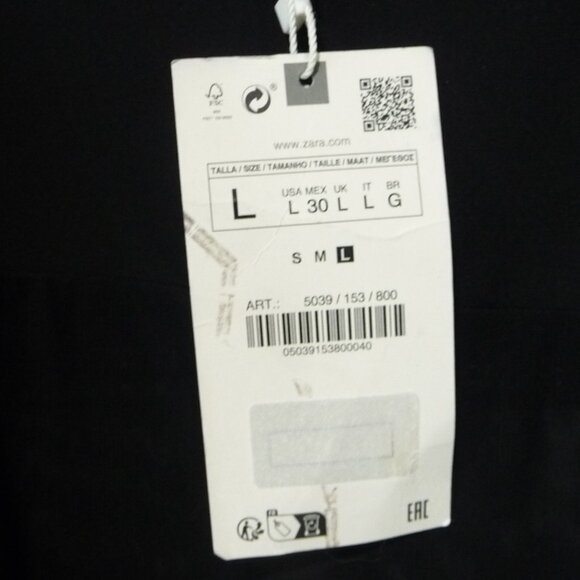 FSC
®
www.zara.com
TALLA / SIZE / TAMANHO / TAILLE / MAAT / ΜΕΓΕΘΟΣ
USA MEX UK IT BR
L L 30 L L G
S M L
ART.: 5039 / 153 / 800
05039153800040
FR
EAC